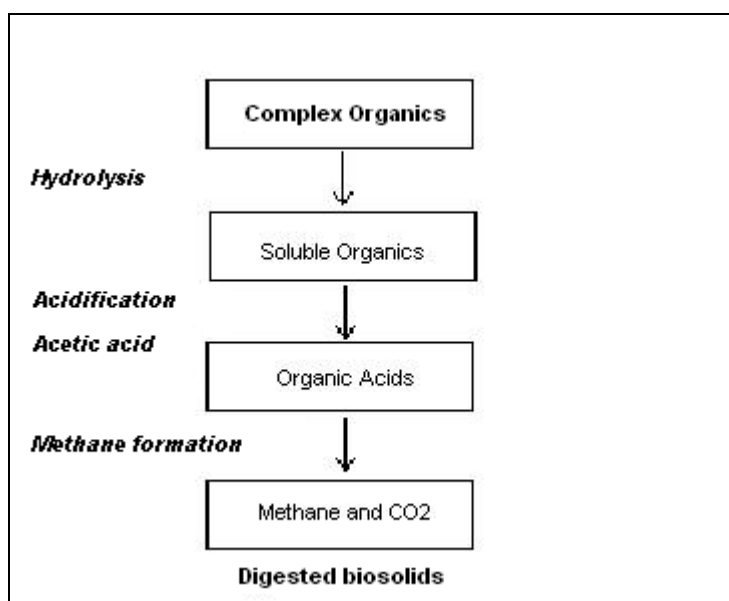 Complex Organics
Hydrolysis
Soluble Organics
Acidification
Acetic acid
Organic Acids
Methane formation
Methane and CO2
Digested biosolids